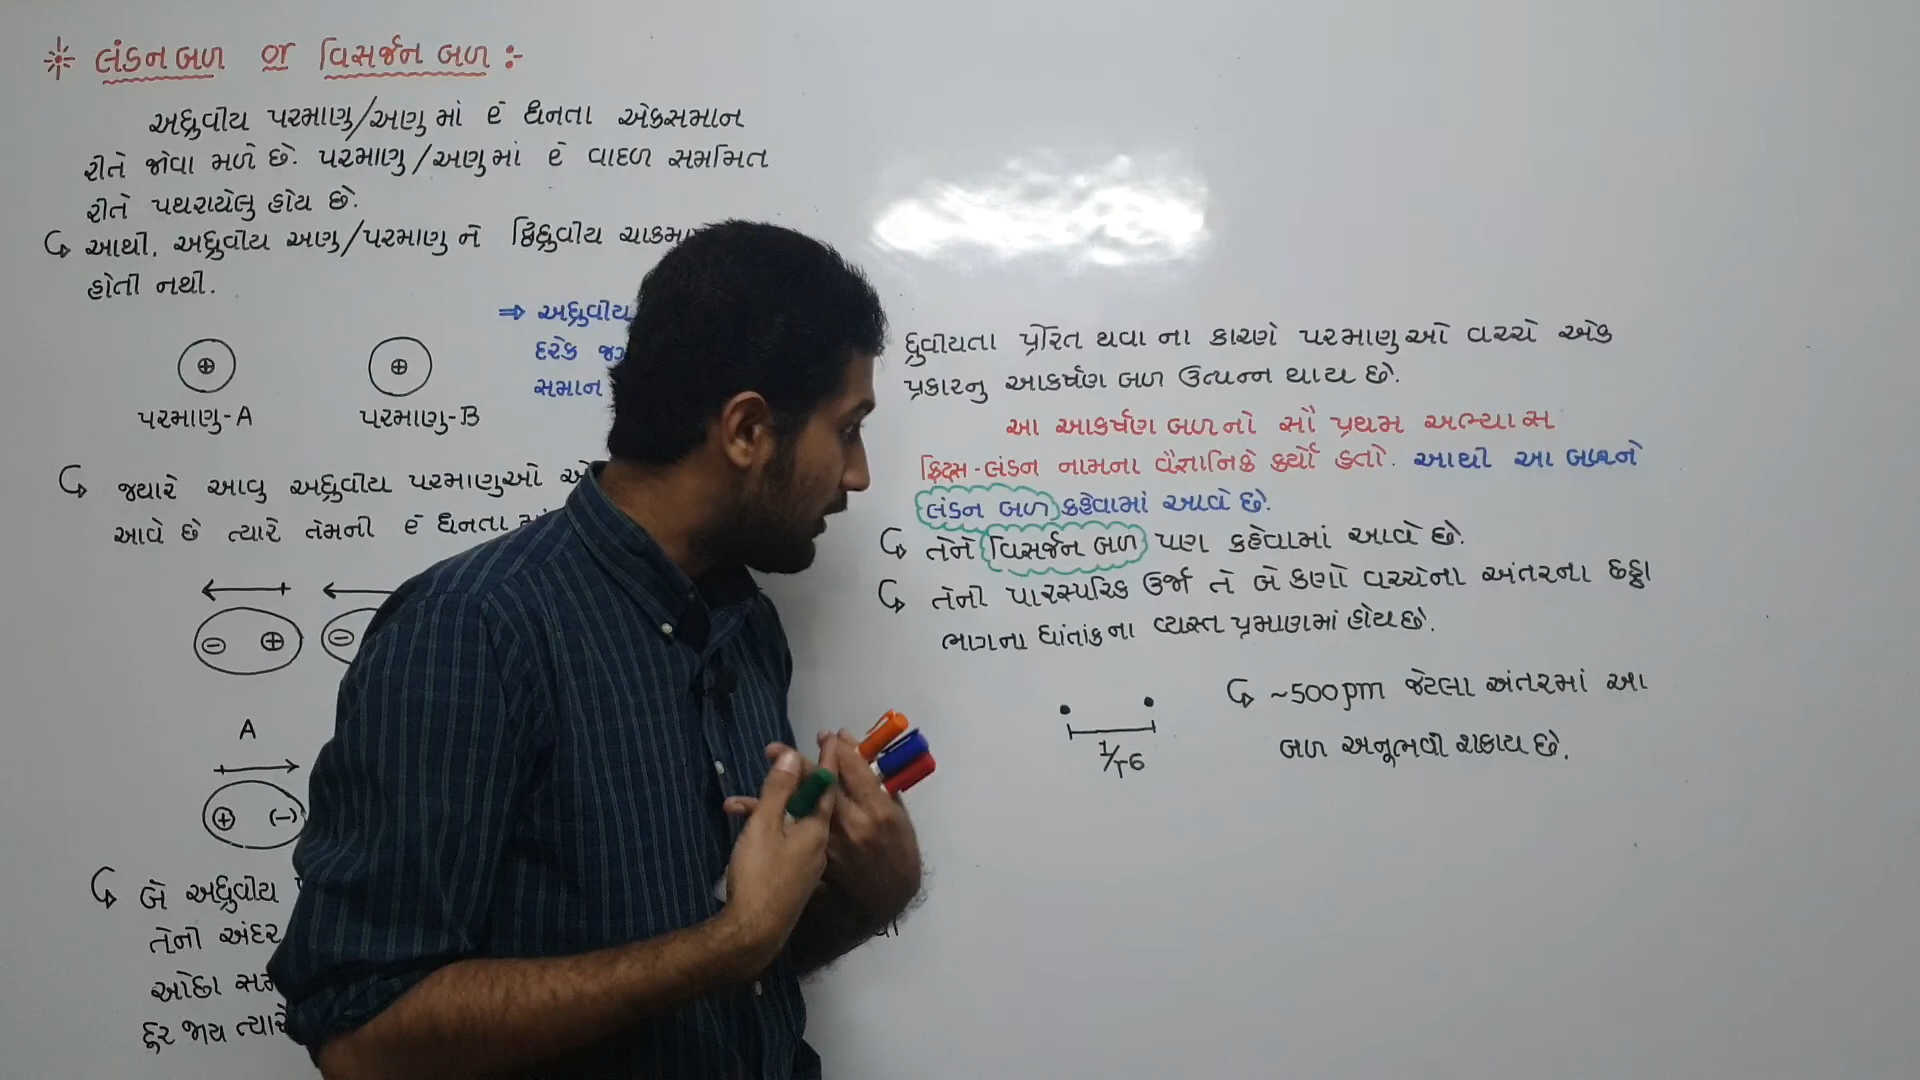 લંડન બળ or વિસર્જન બળ :-
અધ્રુવીય પરમાણુ/અણુ માં e⁻ ઘનતા એકસમાન
રીતે જોવા મળે છે. પરમાણુ/અણુમાં e⁻ વાદળ સમમિત
રીતે પથરાયેલુ હોય છે.
↳ આથી, અધ્રુવીય અણુ/પરમાણુ ને દ્વિધ્રુવીય ચાકમા
હોતી નથી.
⇒ અધ્રુવીય
દરેક
સમાન
⊕ ⊕
પરમાણુ-A પરમાણુ-B
↳ જ્યારે આવુ અધ્રુવીય પરમાણુઓ
આવે છે ત્યારે તેમની e⁻ ઘનતા
⊖ ⊕ ⊖
A
⊕ (-)
↳ બે અધ્રુવીય
તેની અંદર
ઓછા
દૂર જાય ત્યારે
ધ્રુવીયતા પ્રેરિત થવા ના કારણે પરમાણુઓ વચ્ચે એક
પ્રકારનુ આકર્ષણ બળ ઉત્પન્ન થાય છે.
આ આકર્ષણ બળનો સૌ પ્રથમ અભ્યાસ
ફ્રિટ્સ-લંડન નામના વૈજ્ઞાનિકે કર્યો હતો. આથી આ બળને
લંડન બળ કહેવામાં આવે છે.
↳ તેને વિસર્જન બળ પણ કહેવામાં આવે છે.
↳ તેની પારસ્પરિક ઉર્જા તે બે કણો વચ્ચેના અંતરના છઠ્ઠા
ભાગના ઘાંતાંકના વ્યસ્ત પ્રમાણમાં હોય છે.
1/r6
↳ ~500pm જેટલા અંતરમાં આ
બળ અનૂભવી શકાય છે.